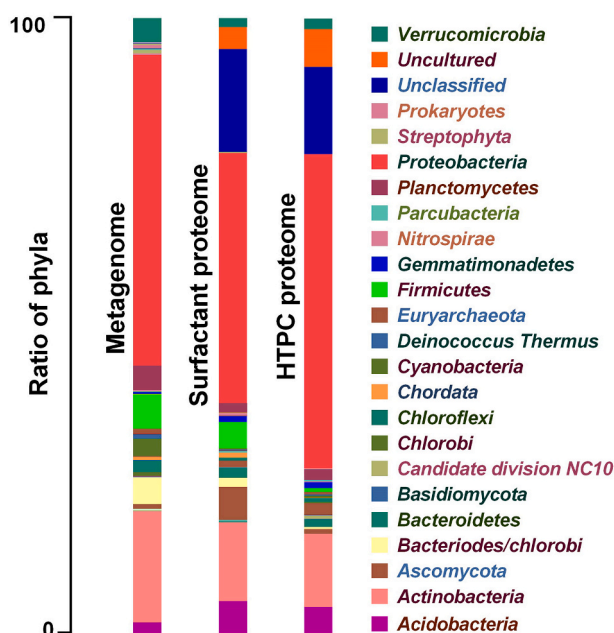 100
Ratio of phyla
0
Metagenome
Surfactant proteome
HTPC proteome
Verrucomicrobia
Uncultured
Unclassified
Prokaryotes
Streptophyta
Proteobacteria
Planctomycetes
Parcubacteria
Nitrospirae
Gemmatimonadetes
Firmicutes
Euryarchaeota
Deinococcus Thermus
Cyanobacteria
Chordata
Chloroflexi
Chlorobi
Candidate division NC10
Basidiomycota
Bacteroidetes
Bacteriodes/chlorobi
Ascomycota
Actinobacteria
Acidobacteria